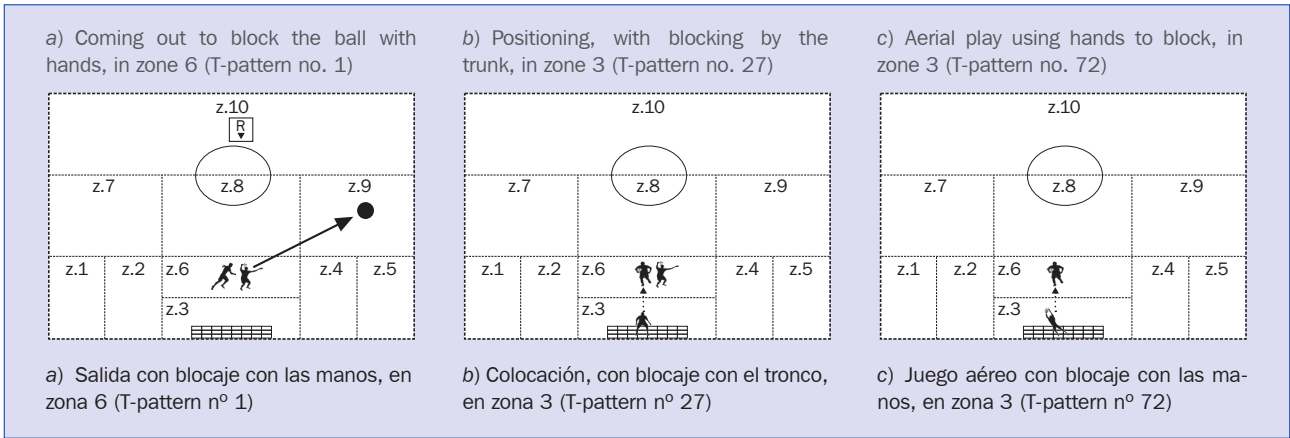 a) Coming out to block the ball with
hands, in zone 6 (T-pattern no. 1)
b) Positioning, with blocking by the
trunk, in zone 3 (T-pattern no. 27)
c) Aerial play using hands to block, in
zone 3 (T-pattern no. 72)
z.10
R
z.7
z.8
z.9
z.1
z.2
z.6
z.4
z.5
z.3
z.10
z.7
z.8
z.9
z.1
z.2
z.6
z.4
z.5
z.3
z.10
z.7
z.8
z.9
z.1
z.2
z.6
z.4
z.5
z.3
a) Salida con blocaje con las manos, en
zona 6 (T-pattern nº 1)
b) Colocación, con blocaje con el tronco,
en zona 3 (T-pattern nº 27)
c) Juego aéreo con blocaje con las ma-
nos, en zona 3 (T-pattern nº 72)